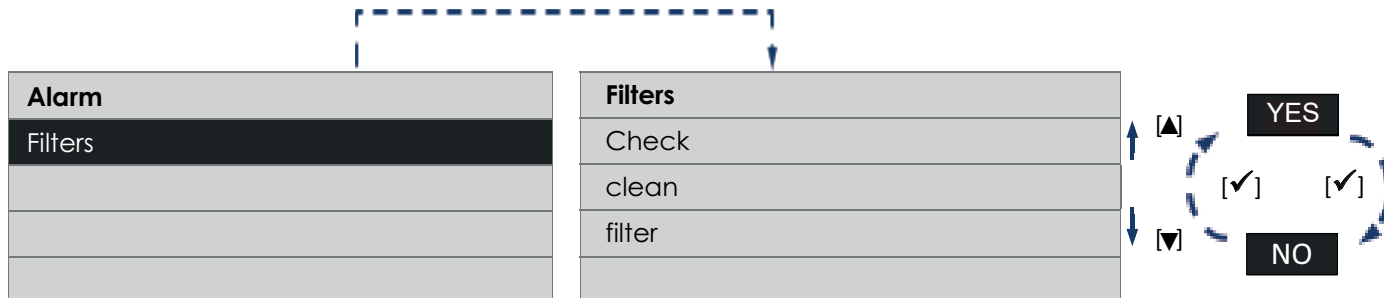 Alarm
Filters
Filters
Check
clean
filter
[▲]
[▼]
YES
[✓] [✓]
NO